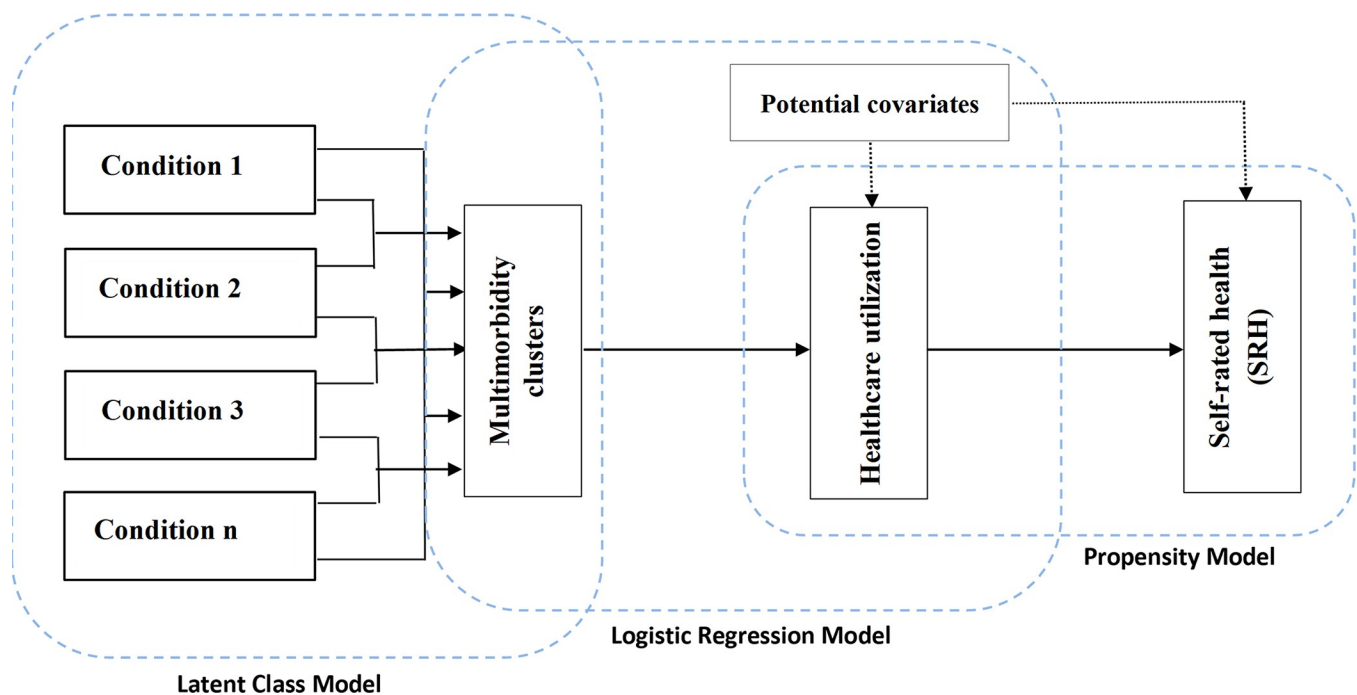 Potential covariates
Condition 1
Condition 2
Condition 3
Condition n
Multimorbidity
clusters
Healthcare utilization
Self-rated health
(SRH)
Propensity Model
Logistic Regression Model
Latent Class Model